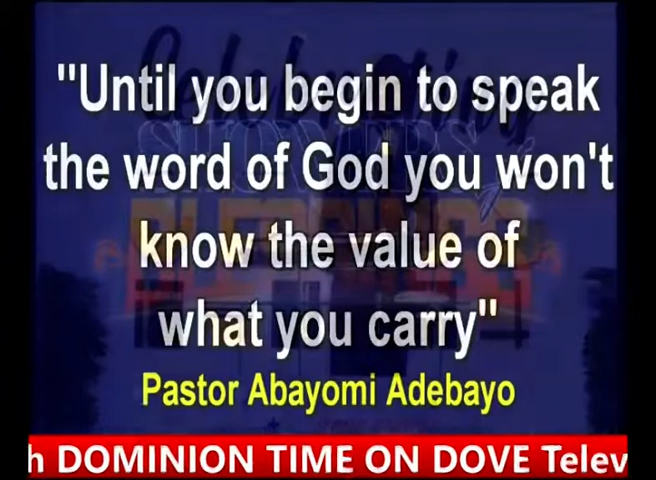 "Until you begin to speak
the word of God you won't
know the value of
what you carry"
Pastor Abayomi Adebayo
h DOMINION TIME ON DOVE Telev